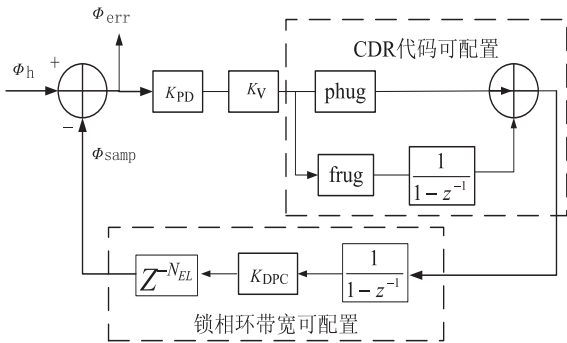 Φerr
CDR代码可配置
Φh
+
KPD
KV
phug
−
Φsamp
frug
1
1- z⁻¹
Z^-N_EL
KDPC
1
1- z⁻¹
锁相环带宽可配置